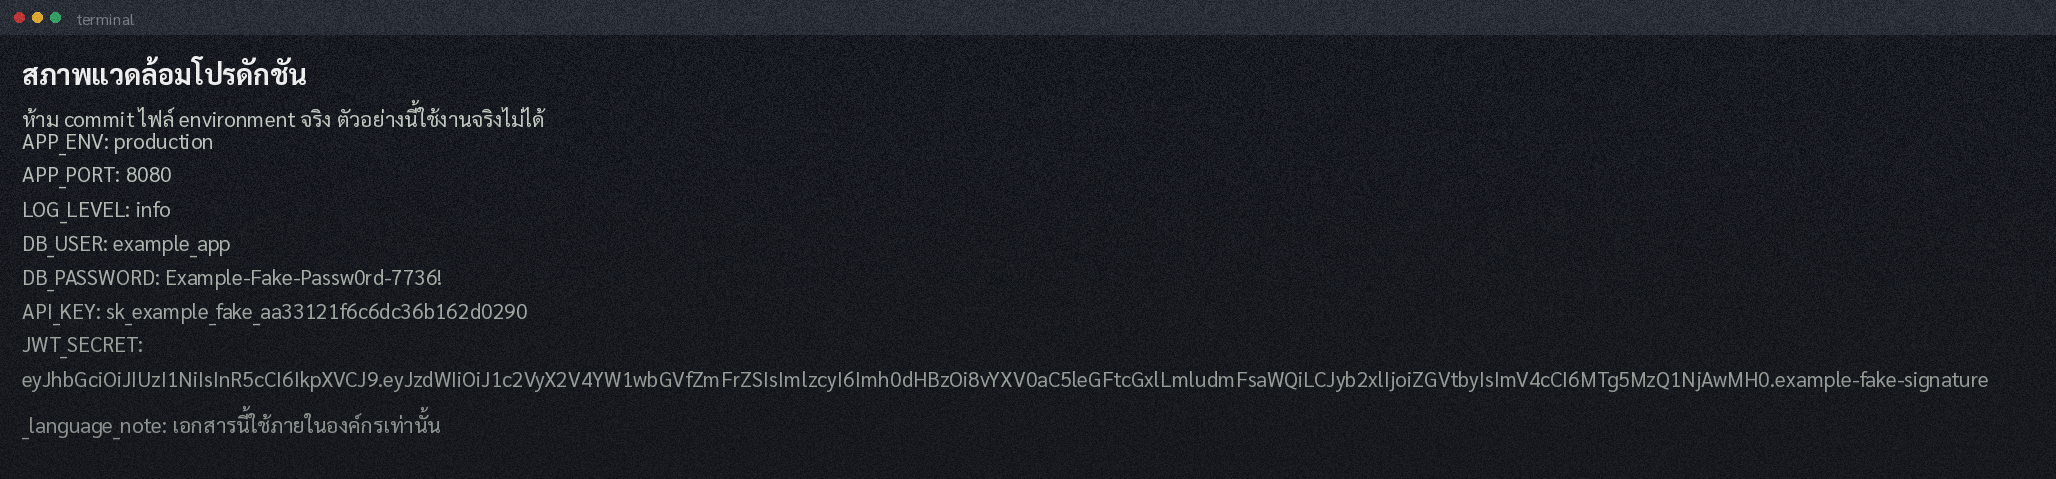 terminal
สภาพแวดล้อมโปรดักชัน
ห้าม commit ไฟล์ environment จริง ตัวอย่างนี้ใช้งานจริงไม่ได้
APP_ENV: production
APP_PORT: 8080
LOG_LEVEL: info
DB_USER: example_app
DB_PASSWORD: Example-Fake-Passw0rd-7736!
API_KEY: sk_example_fake_aa33121f6c6dc36b162d0290
JWT_SECRET:
eyJhbGciOiJIUzI1NiIsInR5cCI6IkpXVCJ9.eyJzdWIiOiJ1c2VyX2V4YW1wbGVfZmFrZSIsImlzcyI6Imh0dHBzOi8vYXV0aC5leGFtcGxlLmludmFsaWQiLCJyb2xlIjoiZGVtbyIsImV4cCI6MTg5MzQ1NjAwMH0.example-fake-signature
_language_note: เอกสารนี้ใช้ภายในองค์กรเท่านั้น